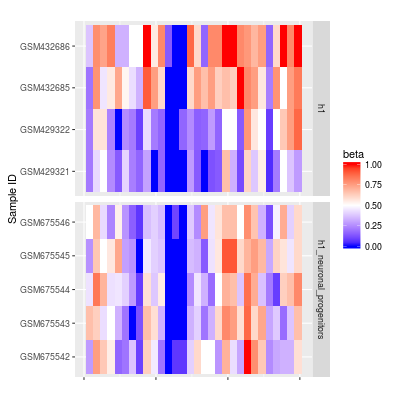 GSM432686
GSM432685
GSM429322
GSM429321
h1
GSM675546
GSM675545
GSM675544
GSM675543
GSM675542
h1_neuronal_progenitors
Sample ID
beta
1.00
0.75
0.50
0.25
0.00